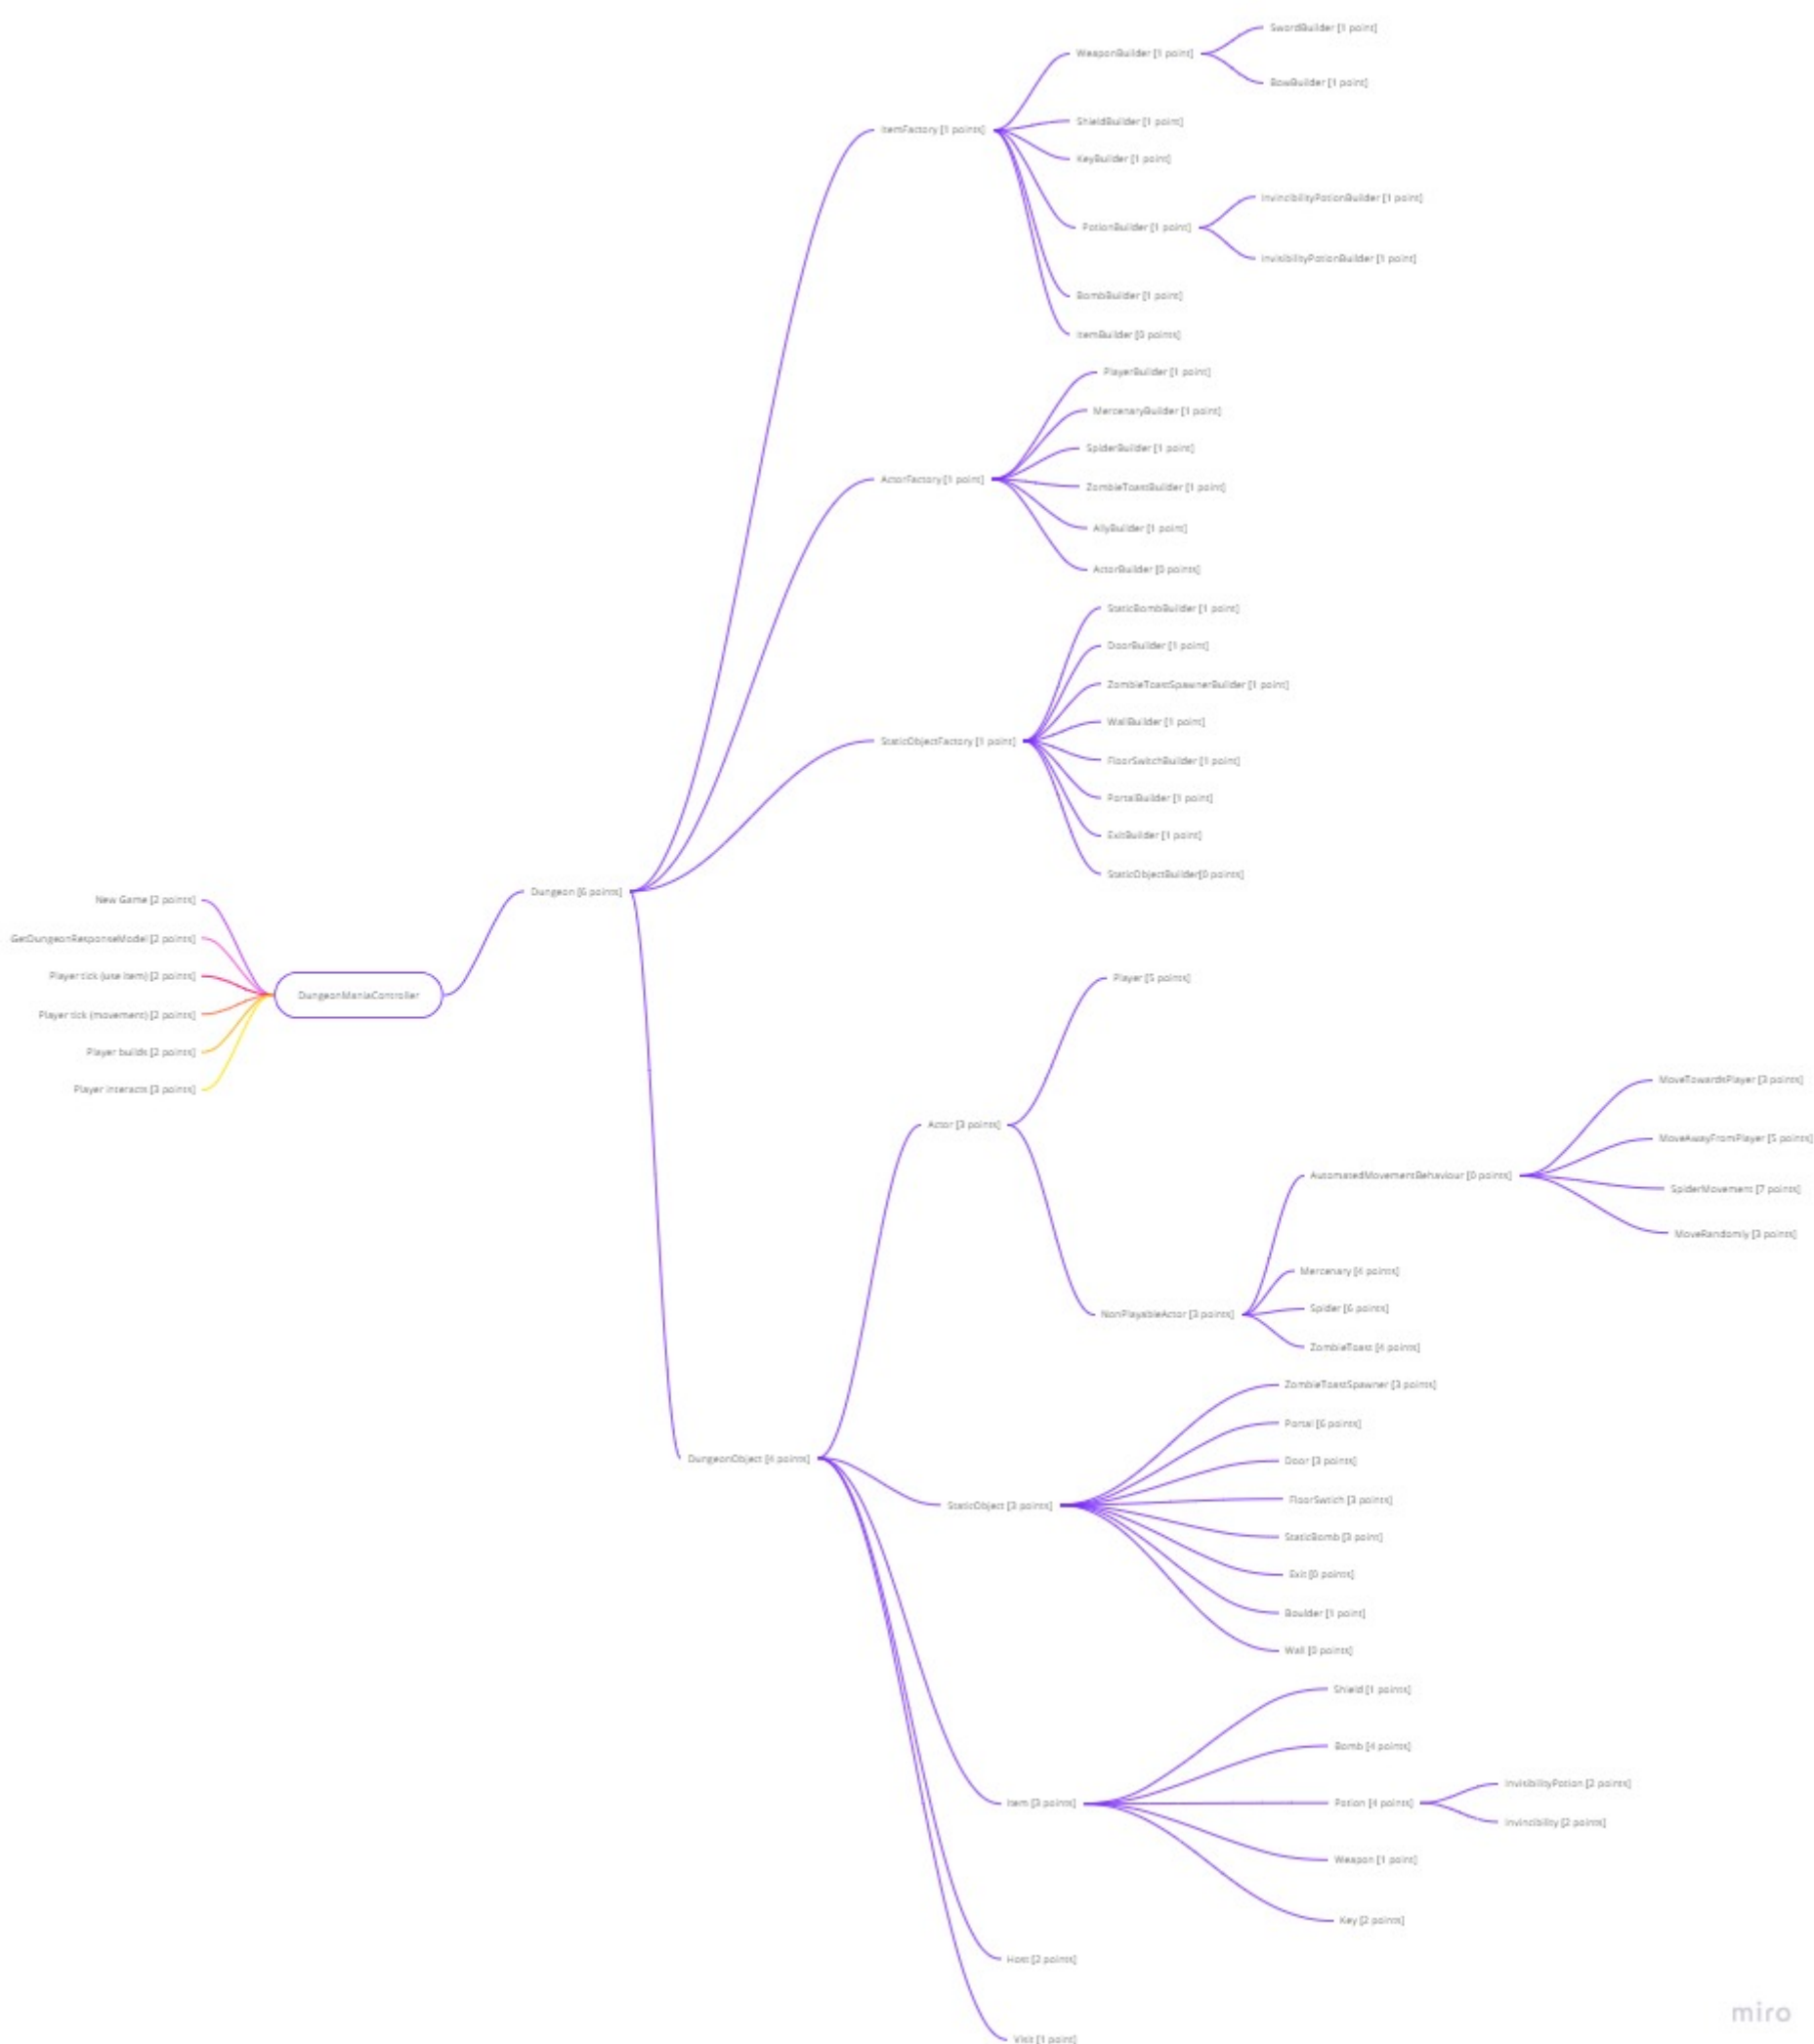 SwordBuilder [1 point]
WeaponBuilder [1 point]
BowBuilder [1 point]
ItemFactory [1 points]
ShieldBuilder [1 point]
KeyBuilder [1 point]
InvincibilityPotionBuilder [1 point]
PotionBuilder [1 point]
InvisibilityPotionBuilder [1 point]
BombBuilder [1 point]
ItemBuilder [0 points]
PlayerBuilder [1 point]
MercenaryBuilder [1 point]
SpiderBuilder [1 point]
ActorFactory [1 point]
ZombieToastBuilder [1 point]
AllyBuilder [1 point]
ActorBuilder [0 points]
StaticBombBuilder [1 point]
DoorBuilder [1 point]
ZombieToastSpawnerBuilder [1 point]
WallBuilder [1 point]
StaticObjectFactory [1 point]
FloorSwitchBuilder [1 point]
PortalBuilder [1 point]
ExitBuilder [1 point]
StaticObjectBuilder[0 points]
Dungeon [6 points]
New Game [2 points]
GetDungeonResponseModel [2 points]
Player tick (use item) [2 points]
DungeonManiaController
Player tick (movement) [2 points]
Player builds [2 points]
Player interacts [3 points]
Player [5 points]
Actor [3 points]
MoveTowardsPlayer [3 points]
MoveAwayFromPlayer [5 points]
AutomatedMovementBehaviour [0 points]
SpiderMovement [7 points]
MoveRandomly [3 points]
Mercenary [4 points]
NonPlayableActor [3 points]
Spider [6 points]
ZombieToast [4 points]
ZombieToastSpawner [3 points]
Portal [6 points]
DungeonObject [4 points]
Door [3 points]
StaticObject [3 points]
FloorSwtich [3 points]
StaticBomb [3 point]
Exit [0 points]
Boulder [1 point]
Wall [0 points]
Shield [1 points]
Bomb [4 points]
InvisibilityPotion [2 points]
Item [3 points]
Potion [4 points]
Invincibility [2 points]
Weapon [1 point]
Key [2 points]
Host [2 points]
Visit [1 point]
miro